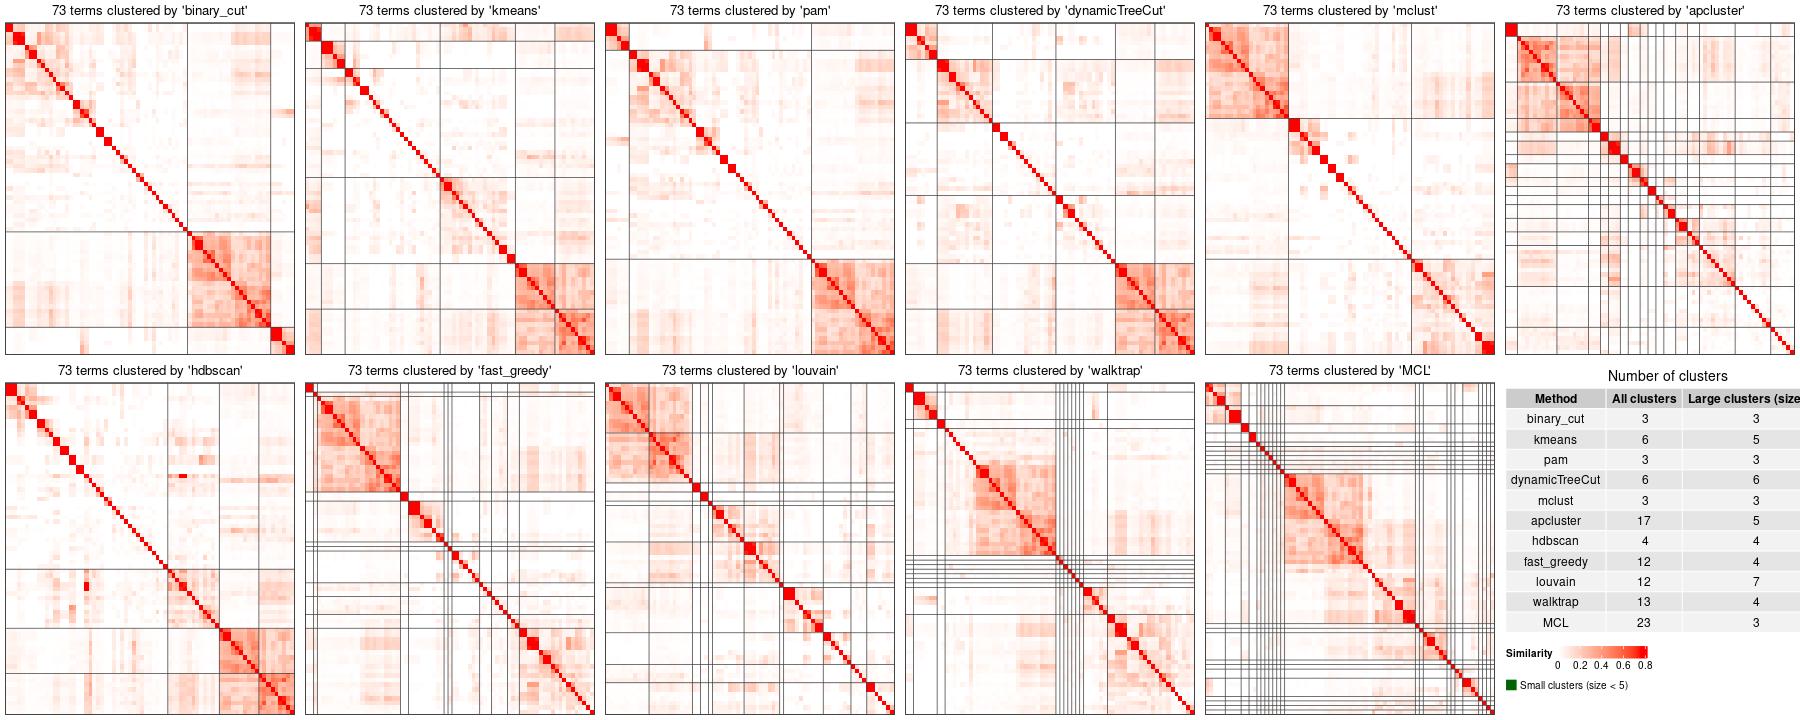 73 terms clustered by 'binary_cut'
73 terms clustered by 'kmeans'
73 terms clustered by 'pam'
73 terms clustered by 'dynamicTreeCut'
73 terms clustered by 'mclust'
73 terms clustered by 'apcluster'
73 terms clustered by 'hdbscan'
73 terms clustered by 'fast_greedy'
73 terms clustered by 'louvain'
73 terms clustered by 'walktrap'
73 terms clustered by 'MCL'
Number of clusters
Method All clusters Large clusters (size
binary_cut 3 3
kmeans 6 5
pam 3 3
dynamicTreeCut 6 6
mclust 3 3
apcluster 17 5
hdbscan 4 4
fast_greedy 12 4
louvain 12 7
walktrap 13 4
MCL 23 3
Similarity
0 0.2 0.4 0.6 0.8
Small clusters (size < 5)